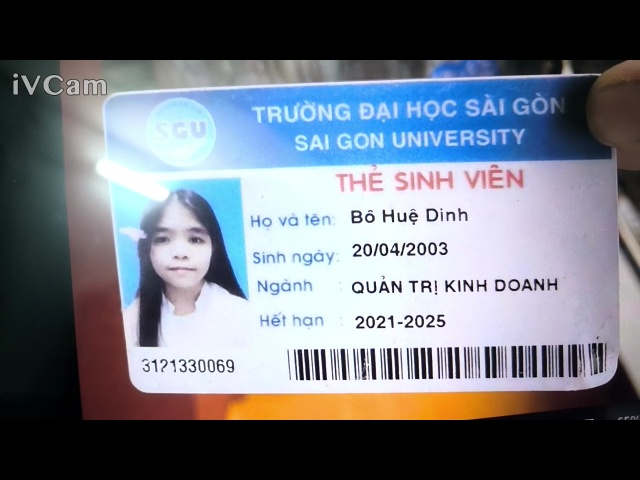 iVCam
SGU
TRƯỜNG ĐẠI HỌC SÀI GÒN
SAI GON UNIVERSITY
THẺ SINH VIÊN
Họ và tên: Bô Huệ Dinh
Sinh ngày: 20/04/2003
Ngành : QUẢN TRỊ KINH DOANH
Hết hạn : 2021-2025
3121330069